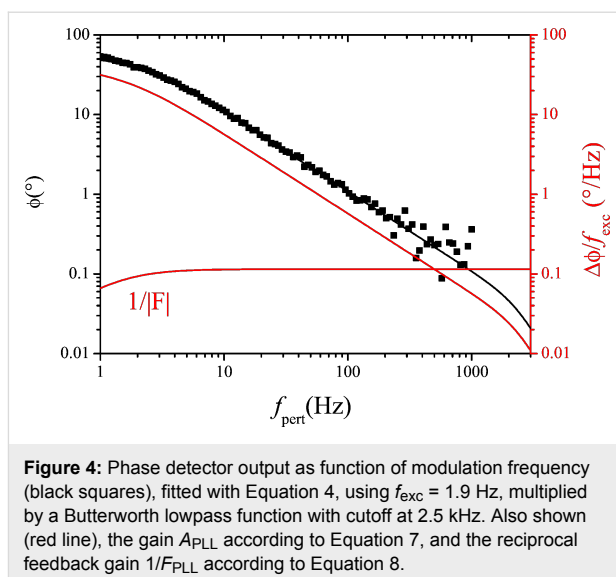 100
10
1
0.1
0.01
ϕ(°)
1/|F|
1
10
100
1000
f_pert(Hz)
100
10
1
0.1
0.01
Δϕ/f_exc (°/Hz)
Figure 4: Phase detector output as function of modulation frequency
(black squares), fitted with Equation 4, using f_exc = 1.9 Hz, multiplied
by a Butterworth lowpass function with cutoff at 2.5 kHz. Also shown
(red line), the gain A_PLL according to Equation 7, and the reciprocal
feedback gain 1/F_PLL according to Equation 8.